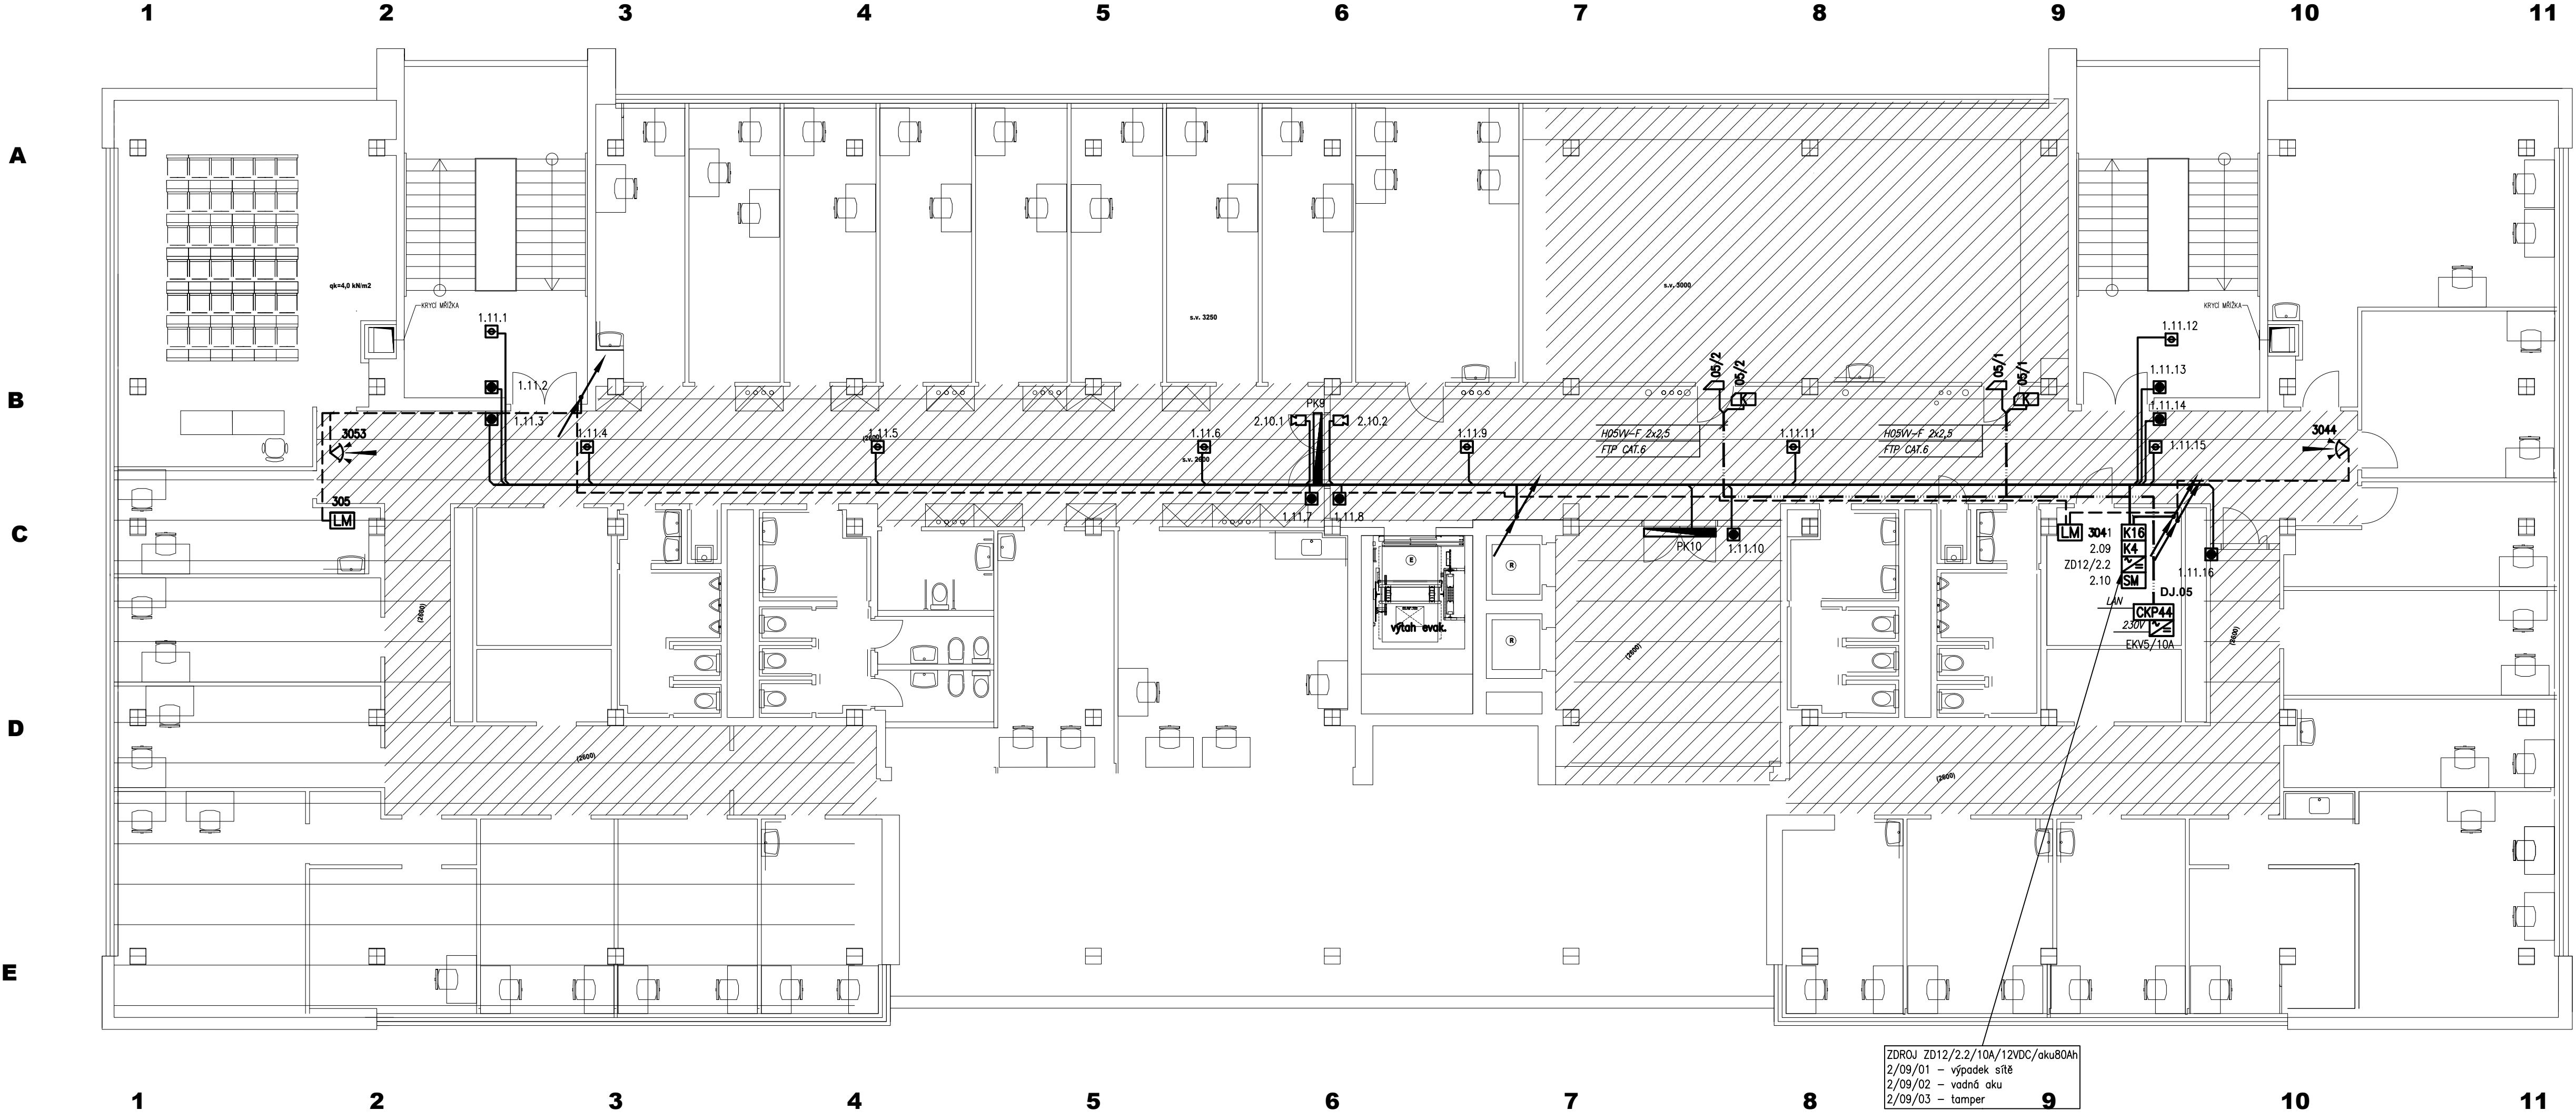 1 2 3 4 5 6 7 8 9 10 11
A
qk=4,0 kN/m2
KRYCÍ MŘÍŽKA
s.v. 3000
s.v. 3250
KRYCÍ MŘÍŽKA
1.11.1
1.11.12
1.11.2
1.11.13
05/2
05/2
05/1
05/1
B
PK9
K
K
1.11.3
2.10.1
2.10.2
1.11.14
3053
1.11.4
(2600)
1.11.5
1.11.6
1.11.9
H05VV-F 2x2,5
FTP CAT.6
1.11.11
H05VV-F 2x2,5
FTP CAT.6
1.11.15
3044
s.v. 2600
305
LM
1.11.7
1.11.8
C
PK10
1.11.10
LM
304
1
K16
2.09
K4
ZD12/2.2
2.10
SM
1.11.16
E
R
DJ.05
LAN
CKP44
230V
EKV5/10A
výtah evak.
R
(2600)
(2600)
(2600)
D
(2600)
(2600)
E
ZDROJ ZD12/2.2/10A/12VDC/aku80Ah
2/09/01 – výpadek sítě
2/09/02 – vadná aku
2/09/03 – tamper
1 2 3 4 5 6 7 8 9 10 11